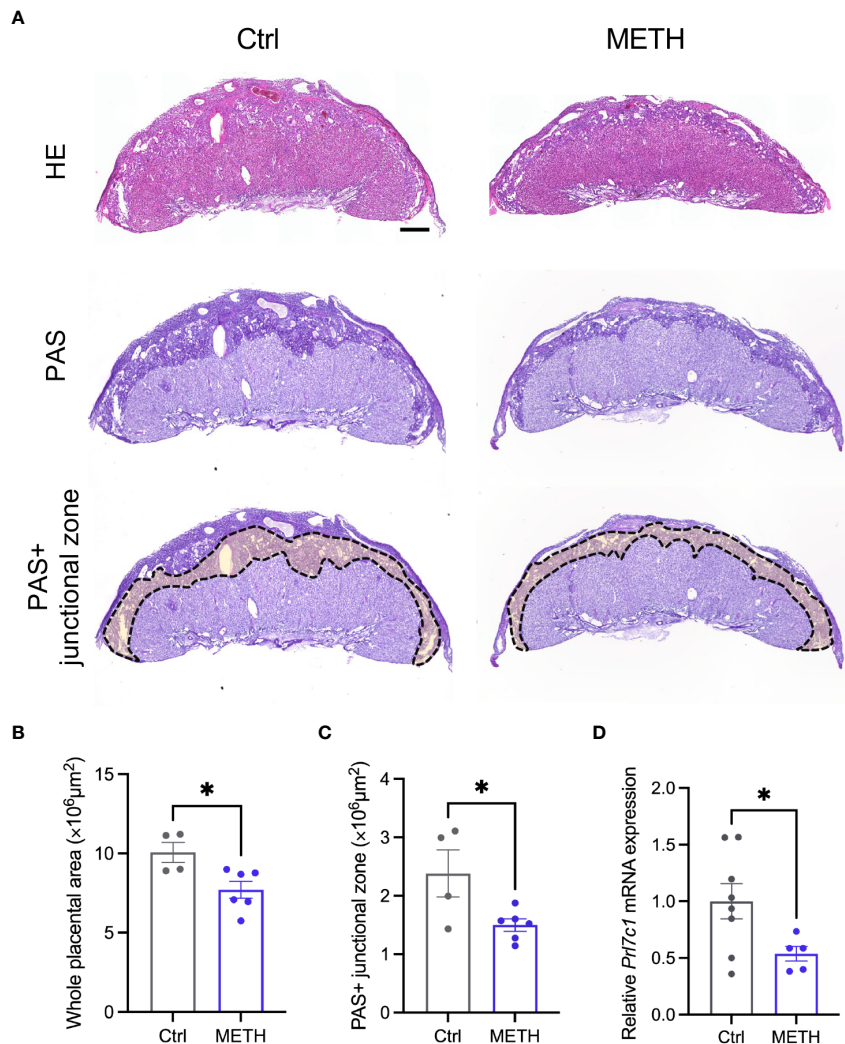 A
Ctrl
METH
HE
PAS
PAS+
junctional zone
B
Whole placental area (×10⁶μm²)
15
10
5
0
*
Ctrl
METH
C
PAS+ junctional zone (×10⁶μm²)
4
3
2
1
0
*
Ctrl
METH
D
Relative Prl7c1 mRNA expression
2.0
1.5
1.0
0.5
0.0
*
Ctrl
METH